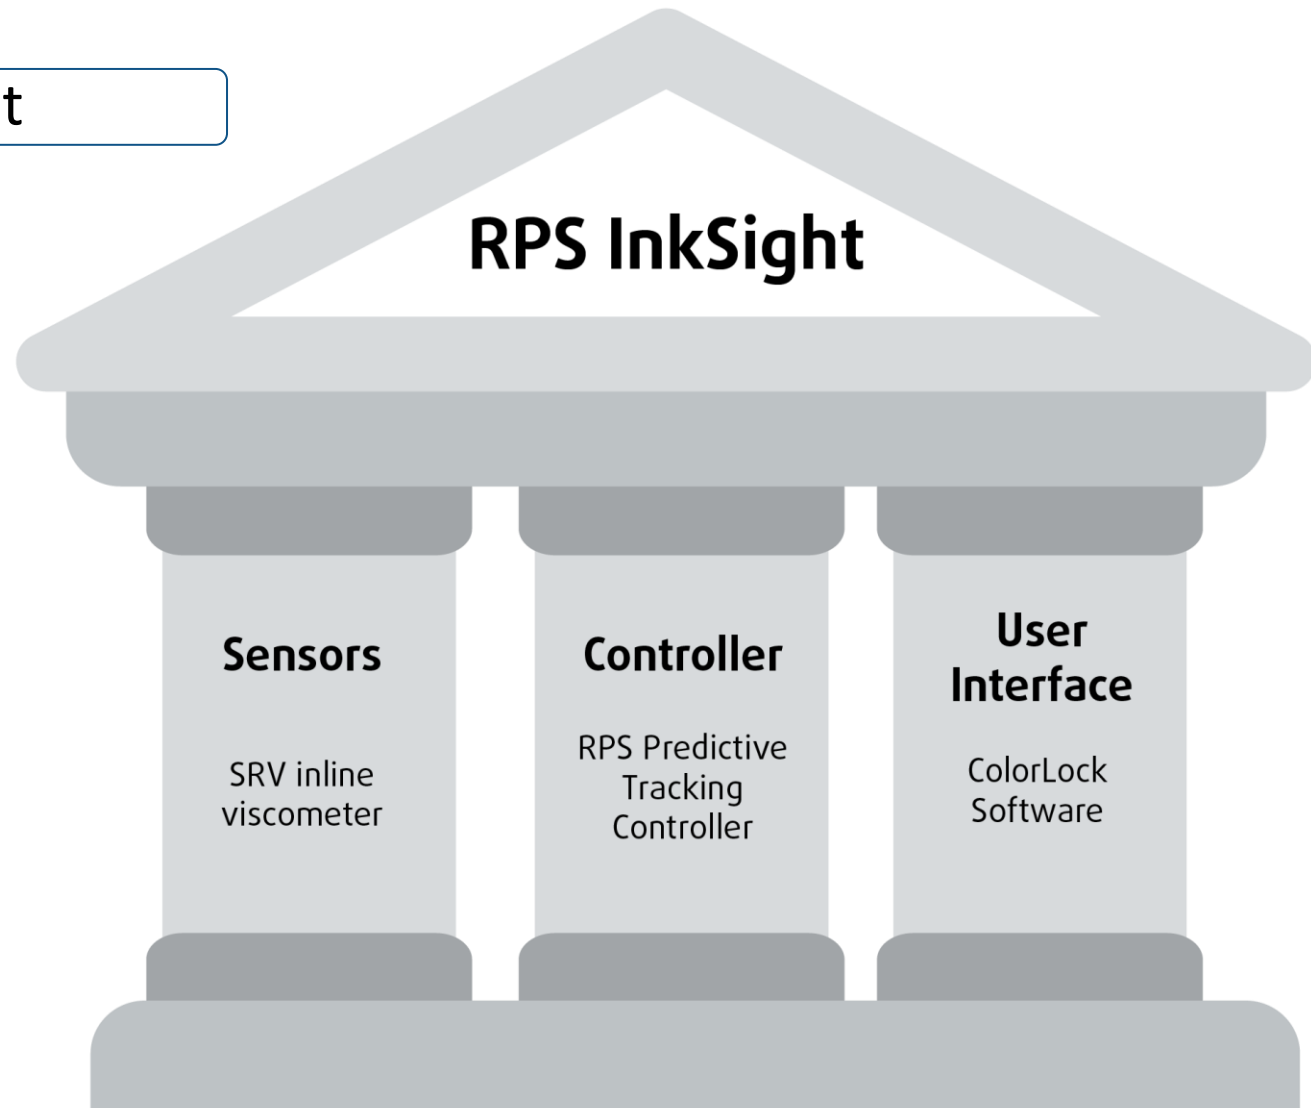 t
RPS InkSight
Sensors
SRV inline
viscometer
Controller
RPS Predictive
Tracking
Controller
User
Interface
ColorLock
Software